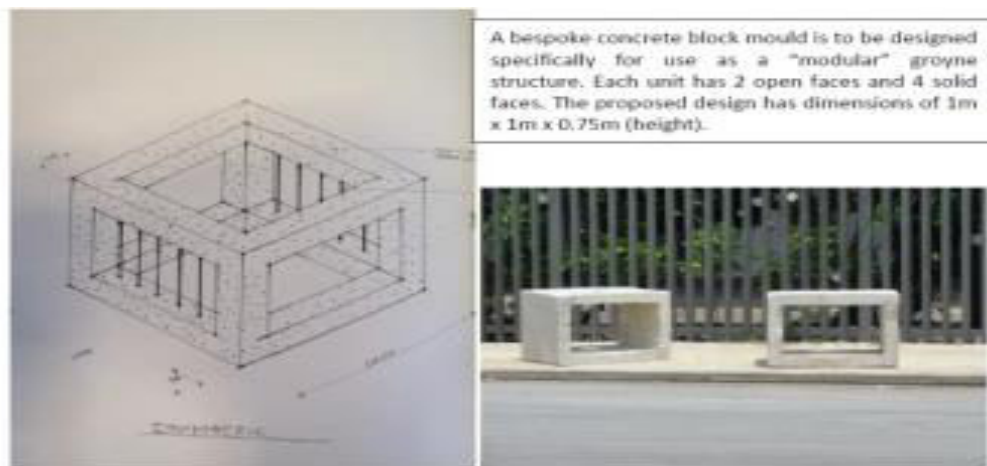 A bespoke concrete block mould is to be designed
specifically for use as a "modular" groyne
structure. Each unit has 2 open faces and 4 solid
faces. The proposed design has dimensions of 1m
x 1m x 0.75m (height).
ISOMETRIC